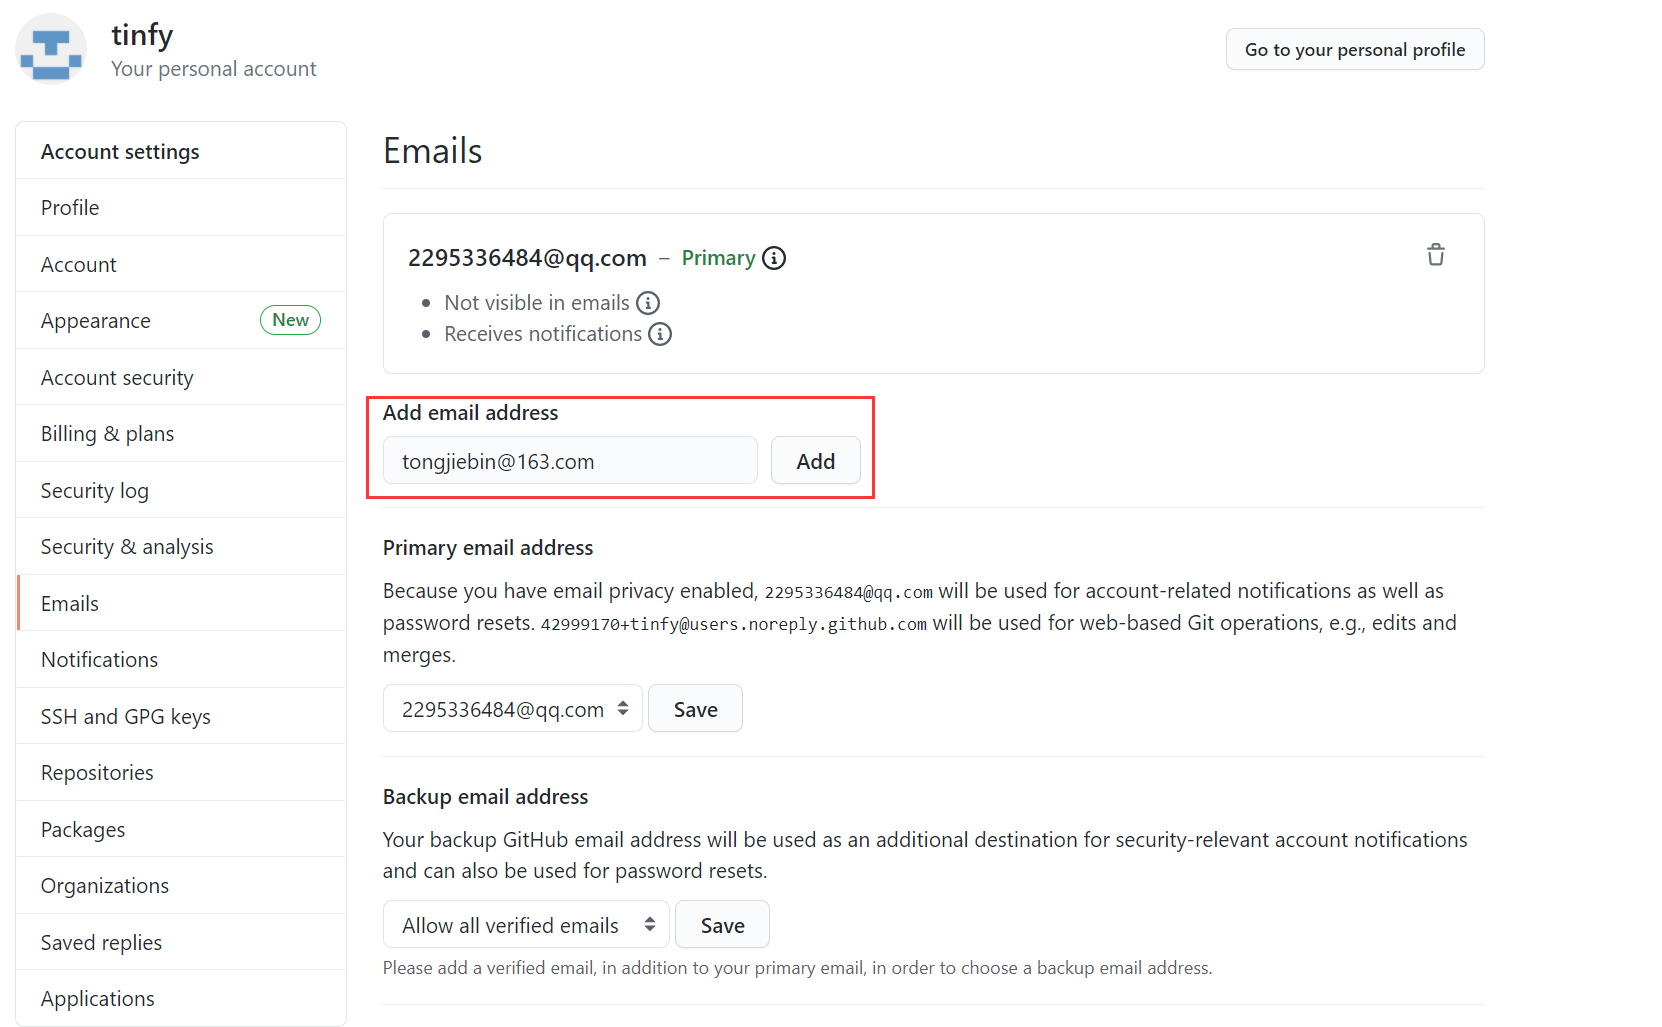 tinfy
Your personal account
Go to your personal profile
Account settings
Profile
Account
Appearance New
Account security
Billing & plans
Security log
Security & analysis
Emails
Notifications
SSH and GPG keys
Repositories
Packages
Organizations
Saved replies
Applications
Emails
2295336484@qq.com – Primary
Not visible in emails
Receives notifications
Add email address
tongjiebin@163.com Add
Primary email address
Because you have email privacy enabled, 2295336484@qq.com will be used for account-related notifications as well as
password resets. 42999170+tinfy@users.noreply.github.com will be used for web-based Git operations, e.g., edits and
merges.
2295336484@qq.com Save
Backup email address
Your backup GitHub email address will be used as an additional destination for security-relevant account notifications
and can also be used for password resets.
Allow all verified emails Save
Please add a verified email, in addition to your primary email, in order to choose a backup email address.